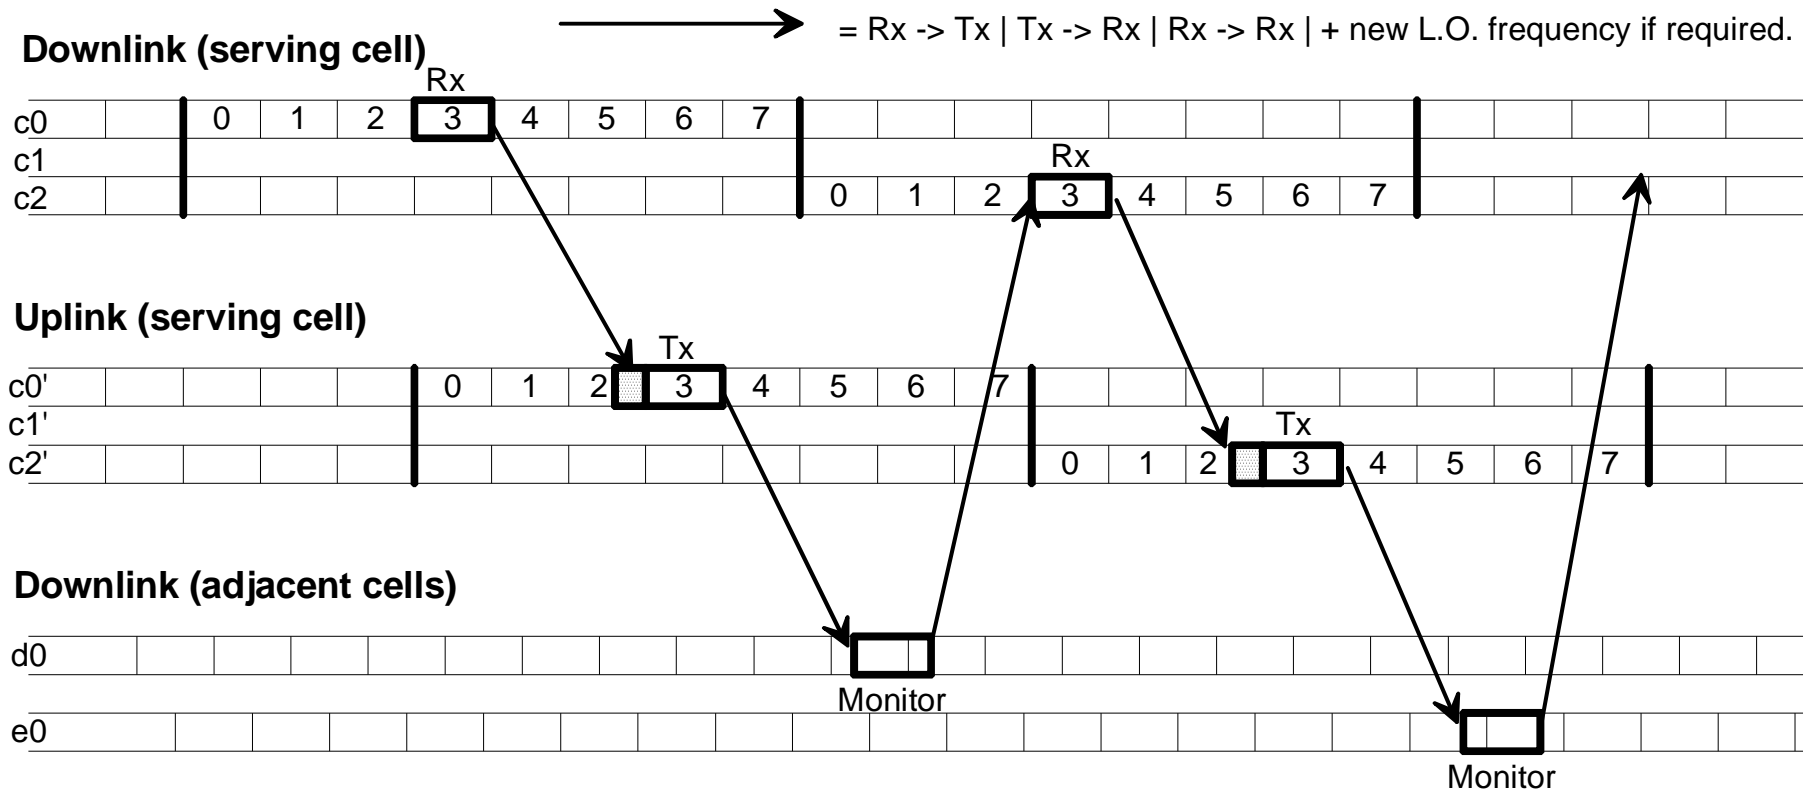 = Rx -> Tx | Tx -> Rx | Rx -> Rx | + new L.O. frequency if required.
Downlink (serving cell)
Rx
c0 0 1 2 3 4 5 6 7
c1 Rx
c2 0 1 2 3 4 5 6 7
Uplink (serving cell)
Tx
c0' 0 1 2 3 4 5 6 7
c1' Tx
c2' 0 1 2 3 4 5 6 7
Downlink (adjacent cells)
d0
Monitor
e0
Monitor